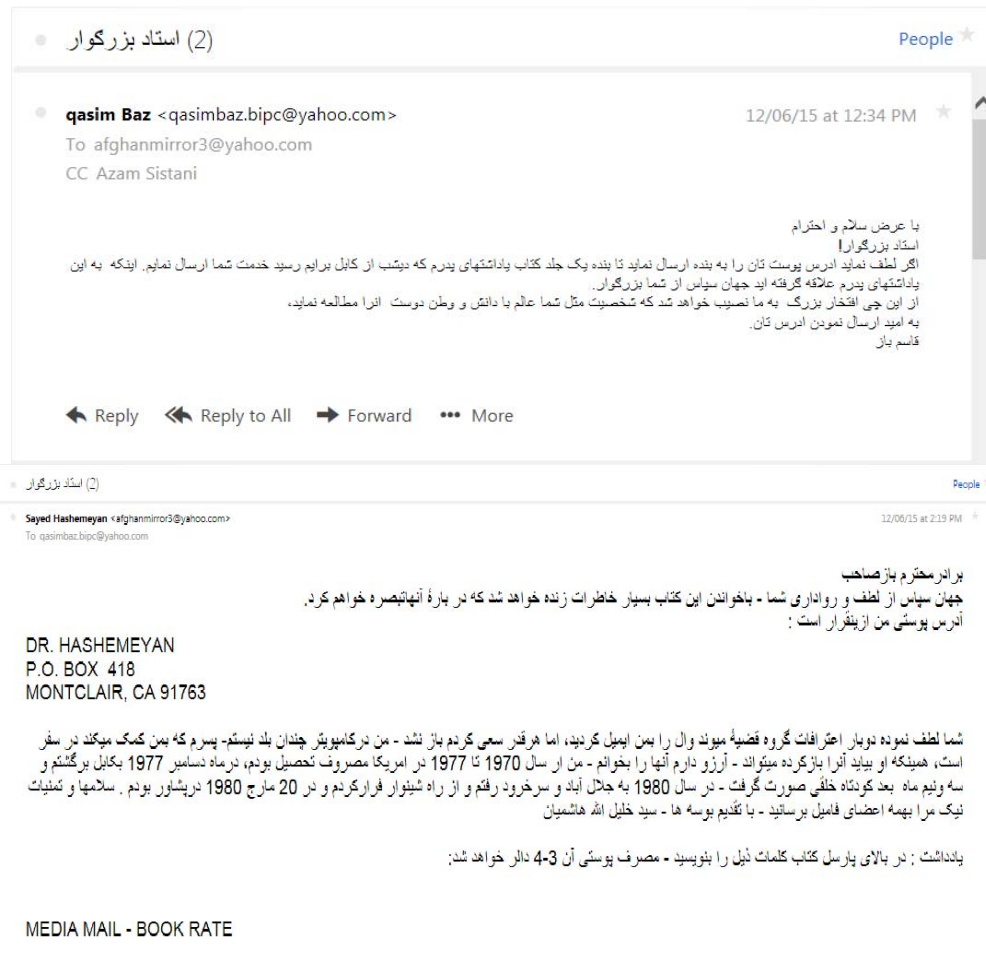 (2) استاد بزرگوار
People
qasim Baz <qasimbaz.bipc@yahoo.com>
12/06/15 at 12:34 PM
To afghanmirror3@yahoo.com
CC Azam Sistani
با عرض سلام و احترام
استاد بزرگوار!
اگر لطف نماید ادرس پوست تان را به بنده ارسال نماید تا بنده یک جلد کتاب یاداشتهای پدرم که دیشب از کابل برایم رسید خدمت شما ارسال نمایم. اینکه به این
یاداشتهای پدرم علاقه گرفته اید جهان سپاس از شما بزرگوار.
از این چی افتخار بزرگ به ما نصیب خواهد شد که شخصیت مثل شما عالم با دانش و وطن دوست انرا مطالعه نماید،
به امید ارسال نمودن ادرس تان.
قاسم باز
Reply Reply to All Forward More
(2) استاد بزرگوار
People
Sayed Hashemeyan <afghanmirror3@yahoo.com>
12/06/15 at 2:19 PM
To qasimbaz.bipc@yahoo.com
برادرمحترم بازصاحب
جهان سپاس از لطف و رواداری شما - باخواندن این کتاب بسیار خاطرات زنده خواهد شد که در بارۀ آنهاتبصره خواهم کرد.
آدرس پوستی من ازینقرار است :
DR. HASHEMEYAN
P.O. BOX 418
MONTCLAIR, CA 91763
شما لطف نموده دوبار اعترافات گروه قضیۀ میوند وال را بمن ایمیل کردید، اما هرقدر سعی کردم باز نشد - من درکامپوتر چندان بلد نیستم- پسرم که بمن کمک میکند در سفر
است، همینکه او بیاید آنرا بازکرده میتواند - آرزو دارم آنها را بخوانم - من ار سال 1970 تا 1977 در امریکا مصروف تحصیل بودم، درماه دسامبر 1977 بکابل برگشتم و
سه ونیم ماه بعد کودتاه خلقی صورت گرفت - در سال 1980 به جلال آباد و سرخرود رفتم و از راه شینوار فرارکردم و در 20 مارچ 1980 درپشاور بودم . سلامها و تمنیات
نیک مرا بهمه اعضای فامیل برسانید - با تقدیم بوسه ها - سید خلیل الله هاشمیان
یادداشت : در بالای پارسل کتاب کلمات ذیل را بنویسید - مصرف پوستی آن 3-4 دالر خواهد شد:
MEDIA MAIL - BOOK RATE